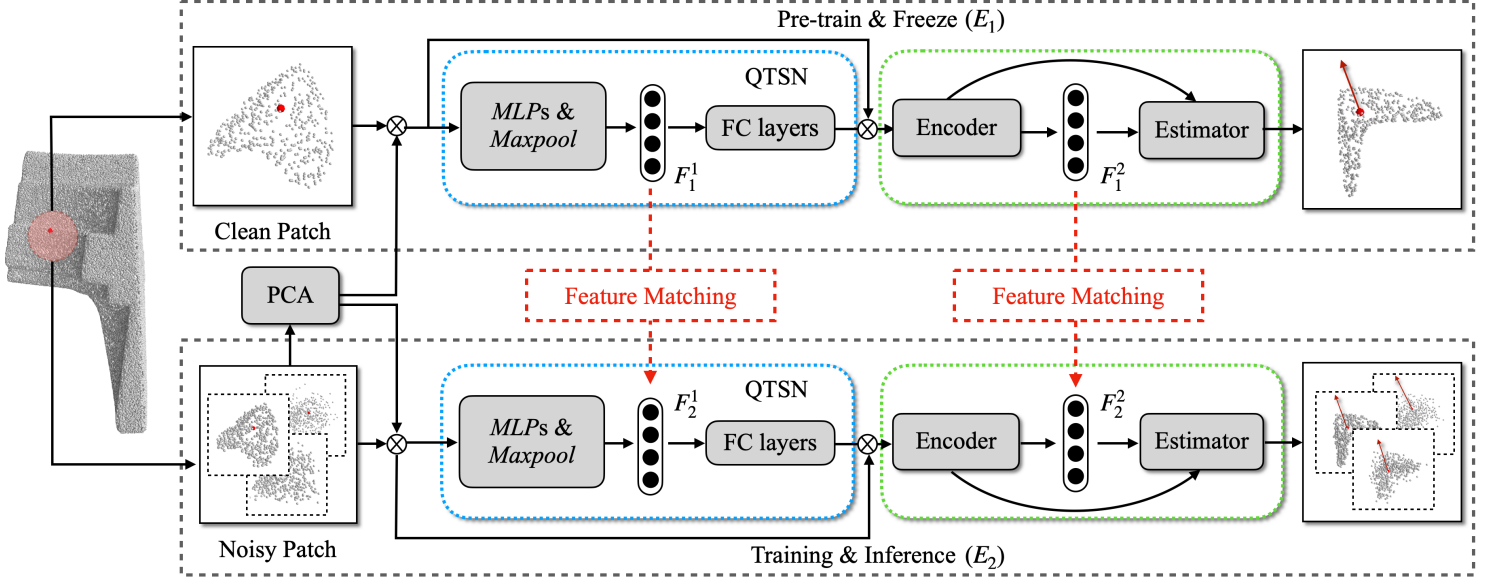 Pre-train & Freeze (E₁)
QTSN
MLPs &
Maxpool
FC layers
Encoder
Estimator
F₁¹
F₁²
Clean Patch
PCA
Feature Matching
Feature Matching
QTSN
F₂¹
F₂²
MLPs &
Maxpool
FC layers
Encoder
Estimator
Noisy Patch
Training & Inference (E₂)